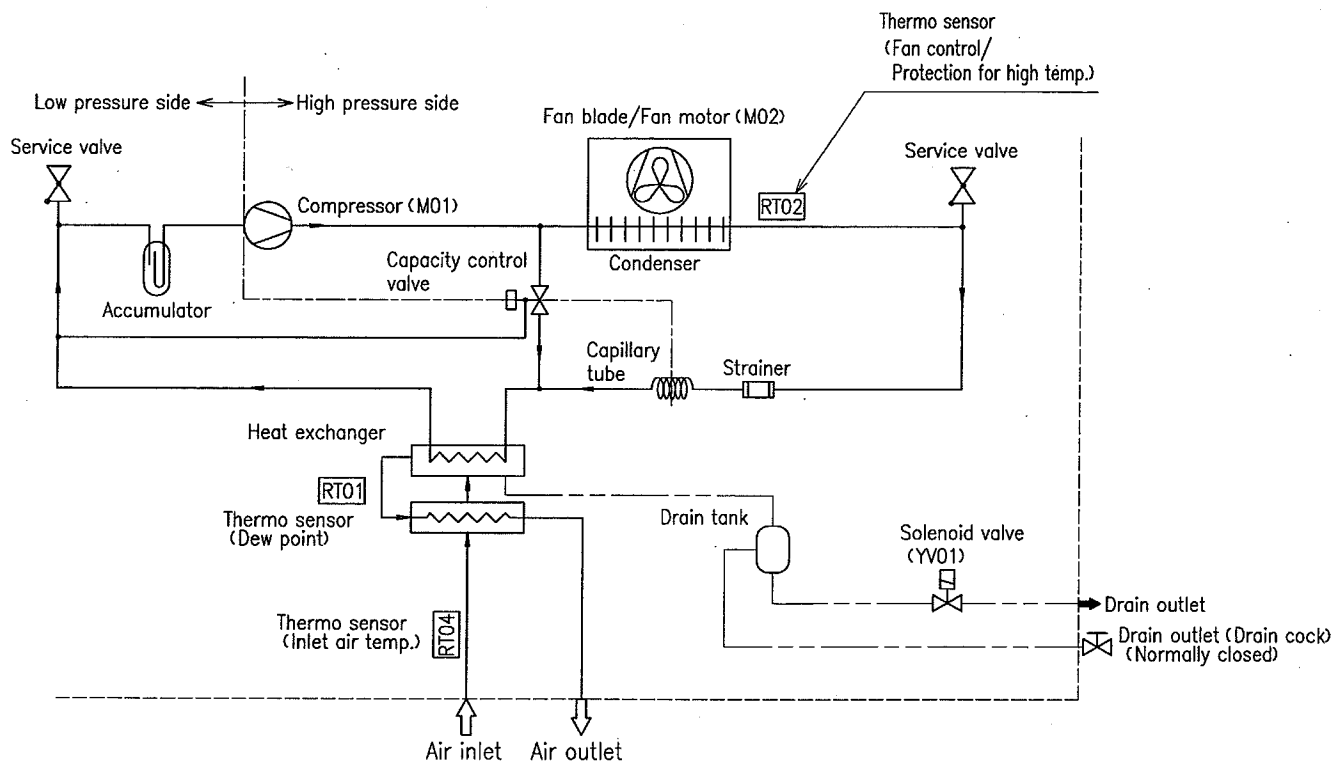 Thermo sensor
(Fan control/
Protection for high temp.)
Low pressure side
High pressure side
Fan blade/Fan motor (M02)
Service valve
Service valve
RT02
Compressor (M01)
Condenser
Capacity control
valve
Accumulator
Capillary
tube
Strainer
Heat exchanger
RT01
Thermo sensor
(Dew point)
Drain tank
Solenoid valve
(YV01)
Drain outlet
Thermo sensor
(Inlet air temp.)
RT04
Drain outlet (Drain cock)
(Normally closed)
Air inlet
Air outlet